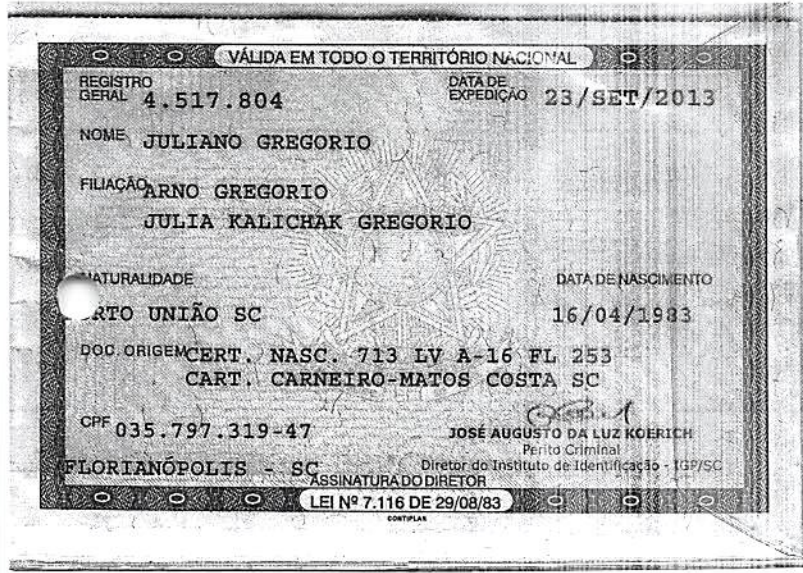 VÁLIDA EM TODO O TERRITÓRIO NACIONAL
REGISTRO GERAL 4.517.804 DATA DE EXPEDIÇÃO 23/SET/2013
NOME JULIANO GREGORIO
FILIAÇÃO ARNO GREGORIO
JULIA KALICHAK GREGORIO
NATURALIDADE DATA DE NASCIMENTO
RTO UNIÃO SC 16/04/1983
DOC. ORIGEM CERT. NASC. 713 LV A-16 FL 253
CART. CARNEIRO-MATOS COSTA SC
CPF 035.797.319-47
JOSÉ AUGUSTO DA LUZ KOERICH
Perito Criminal
FLORIANÓPOLIS - SC Diretor do Instituto de Identificação - IGP/SC
ASSINATURA DO DIRETOR
LEI Nº 7.116 DE 29/08/83
CONTIPLAN